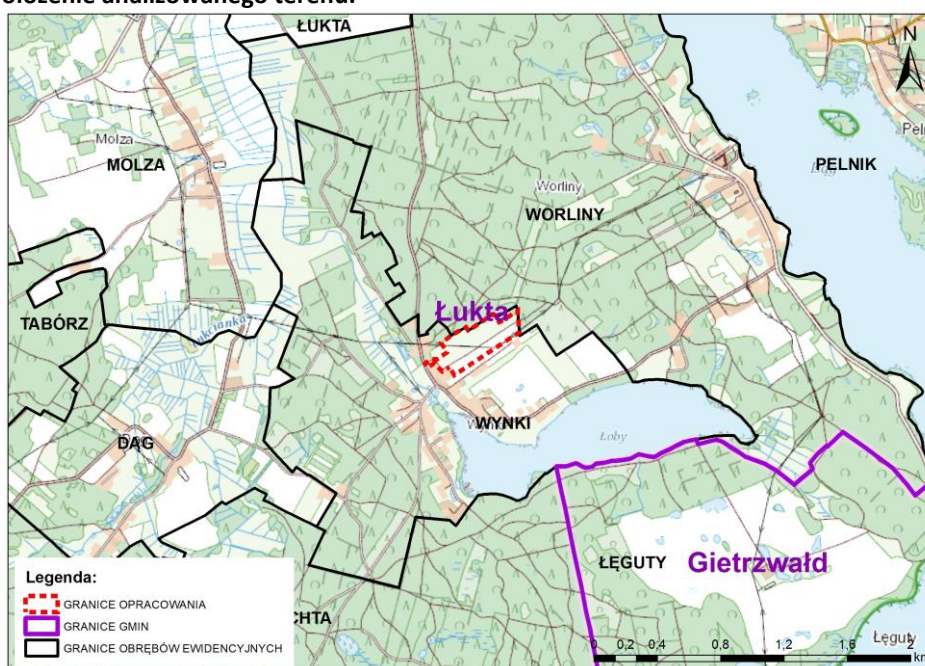 ołożenie analizowanego terenu.
ŁUKTA
N
Molza
MOLZA
PELNIK
Worliny
WORLINY
TABÓRZ
Łukta
WYNKI
Łoby
DĄG
ŁĘGUTY
Gietrzwałd
Łęguty
CHTA
Legenda:
GRANICE OPRACOWANIA
GRANICE GMIN
GRANICE OBRĘBÓW EWIDENCYJNYCH
0 0,2 0,4 0,8 1,2 1,6 2
km